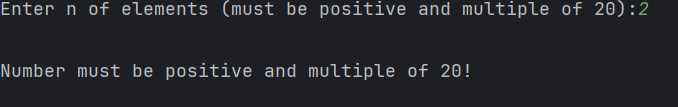 Enter n of elements (must be positive and multiple of 20):2
Number must be positive and multiple of 20!